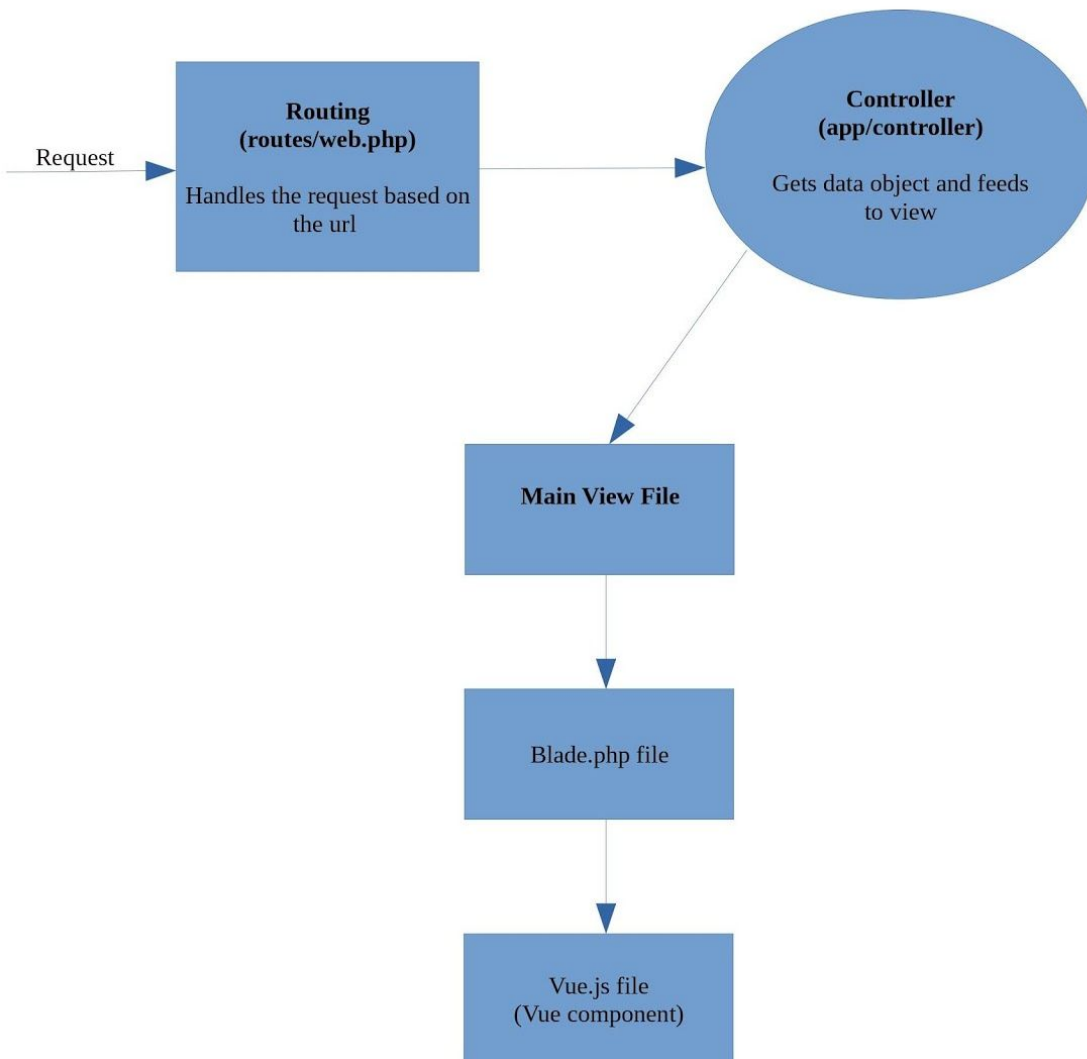 Request
Routing
(routes/web.php)
Handles the request based on
the url
Controller
(app/controller)
Gets data object and feeds
to view
Main View File
Blade.php file
Vue.js file
(Vue component)